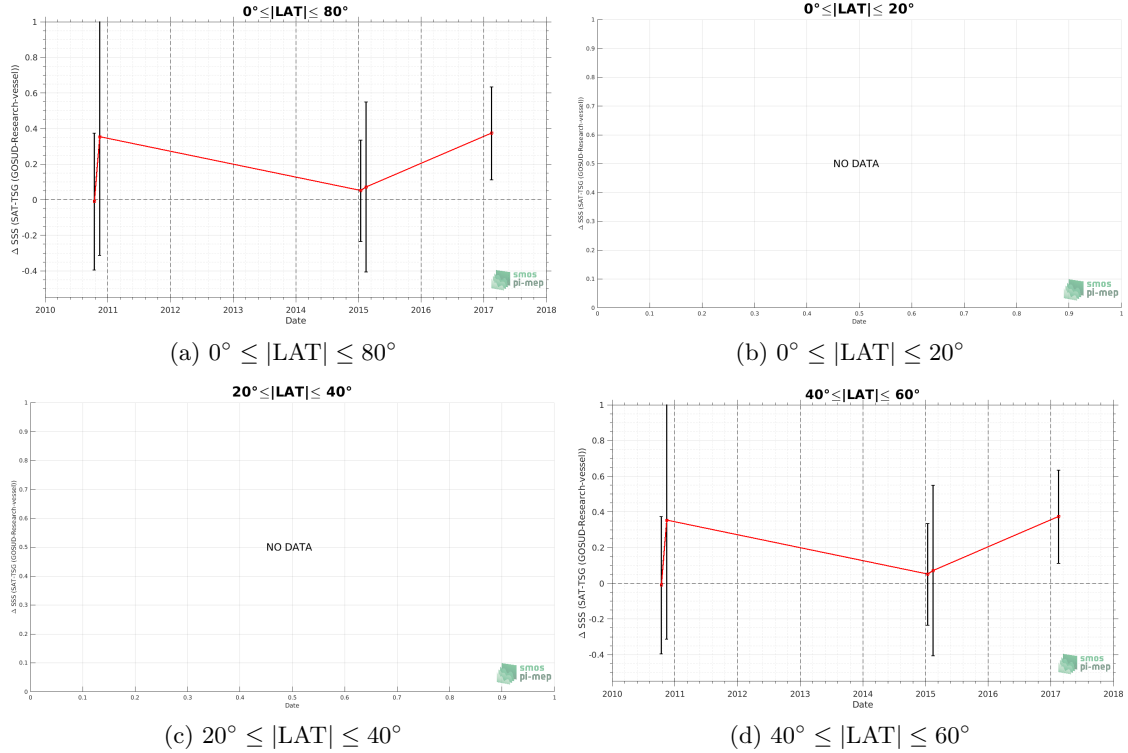 0°≤|LAT|≤ 80°
Δ SSS (SAT-TSG (GOSUD-Research-vessel))
1
0.8
0.6
0.4
0.2
0
-0.2
-0.4
2010 2011 2012 2013 2014 2015 2016 2017 2018
Date
smos
pi-mep
(a) 0° ≤ |LAT| ≤ 80°
0°≤|LAT|≤ 20°
Δ SSS (SAT-TSG (GOSUD-Research-vessel))
1
0.9
0.8
0.7
0.6
0.5
0.4
0.3
0.2
0.1
0
NO DATA
0 0.1 0.2 0.3 0.4 0.5 0.6 0.7 0.8 0.9 1
Date
smos
pi-mep
(b) 0° ≤ |LAT| ≤ 20°
20°≤|LAT|≤ 40°
Δ SSS (SAT-TSG (GOSUD-Research-vessel))
1
0.9
0.8
0.7
0.6
0.5
0.4
0.3
0.2
0.1
0
NO DATA
0 0.1 0.2 0.3 0.4 0.5 0.6 0.7 0.8 0.9 1
Date
smos
pi-mep
(c) 20° ≤ |LAT| ≤ 40°
40°≤|LAT|≤ 60°
Δ SSS (SAT-TSG (GOSUD-Research-vessel))
1
0.8
0.6
0.4
0.2
0
-0.2
-0.4
2010 2011 2012 2013 2014 2015 2016 2017 2018
Date
smos
pi-mep
(d) 40° ≤ |LAT| ≤ 60°